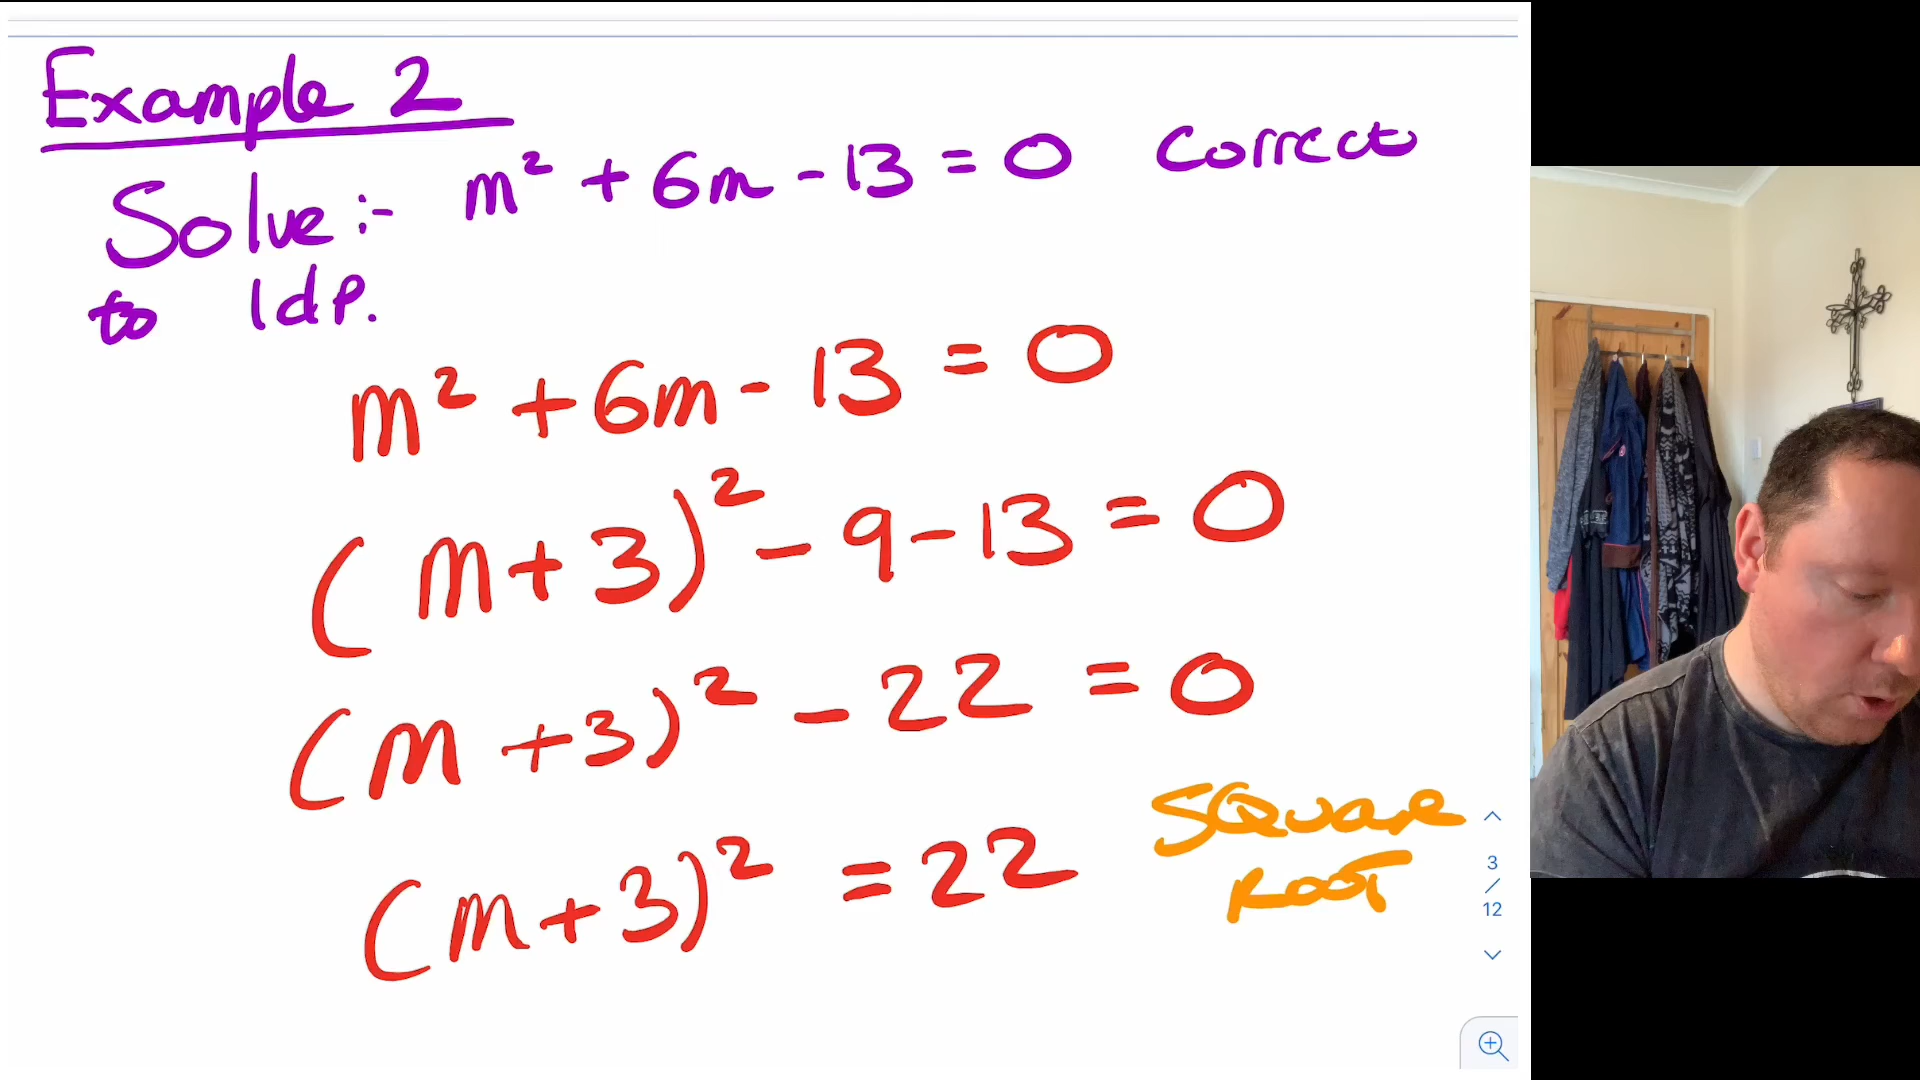 Example 2
Solve :- m² + 6m - 13 = 0 correct
to 1dp.
m² + 6m - 13 = 0
(m+3)² - 9 - 13 = 0
(m+3)² - 22 = 0
(m+3)² = 22
Square
Root
3
/
12